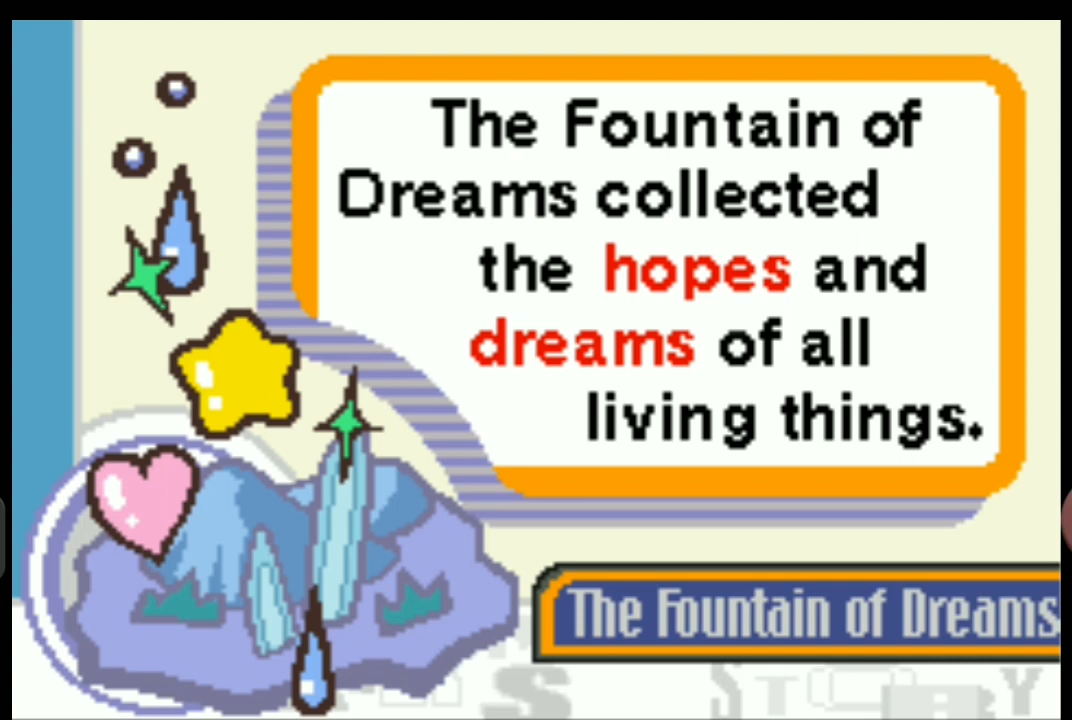 The Fountain of
Dreams collected
the hopes and
dreams of all
living things.
The Fountain of Dreams